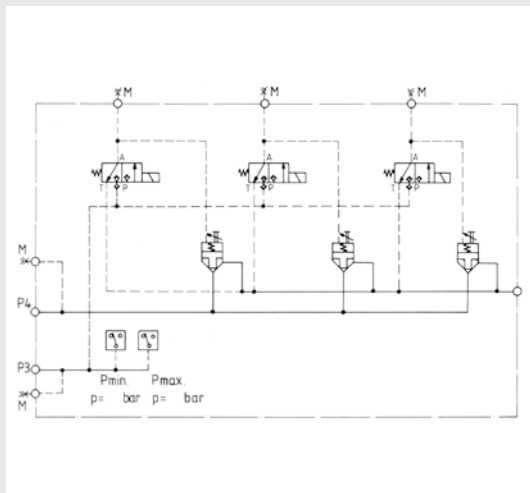 M M M
A A A
T P T P T P
M
P4
P3
Pmin. Pmax.
p= bar p= bar
M